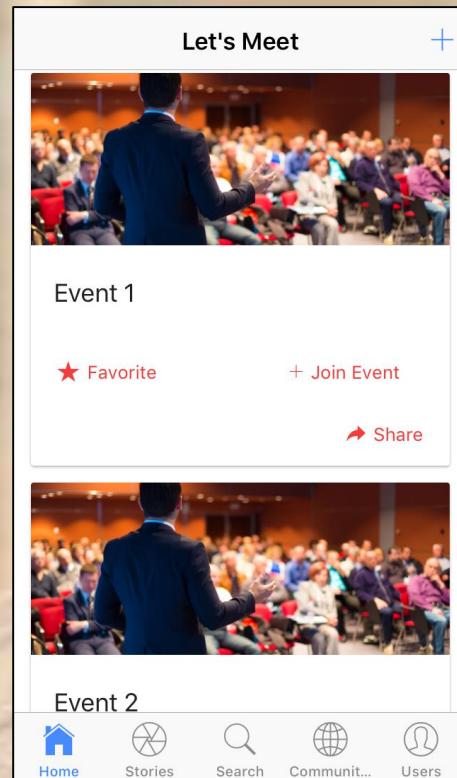 Let's Meet
Event 1
Favorite
+ Join Event
Share
Event 2
Home Stories Search Communit... Users